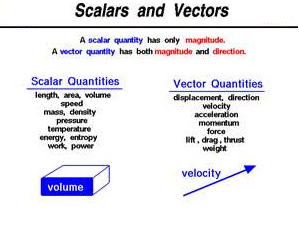 Scalars and Vectors
A scalar quantity has only magnitude.
A vector quantity has both magnitude and direction.
Scalar Quantities
length, area, volume
speed
mass, density
pressure
temperature
energy, entropy
work, power
volume
Vector Quantities
displacement, direction
velocity
acceleration
momentum
force
lift , drag , thrust
weight
velocity